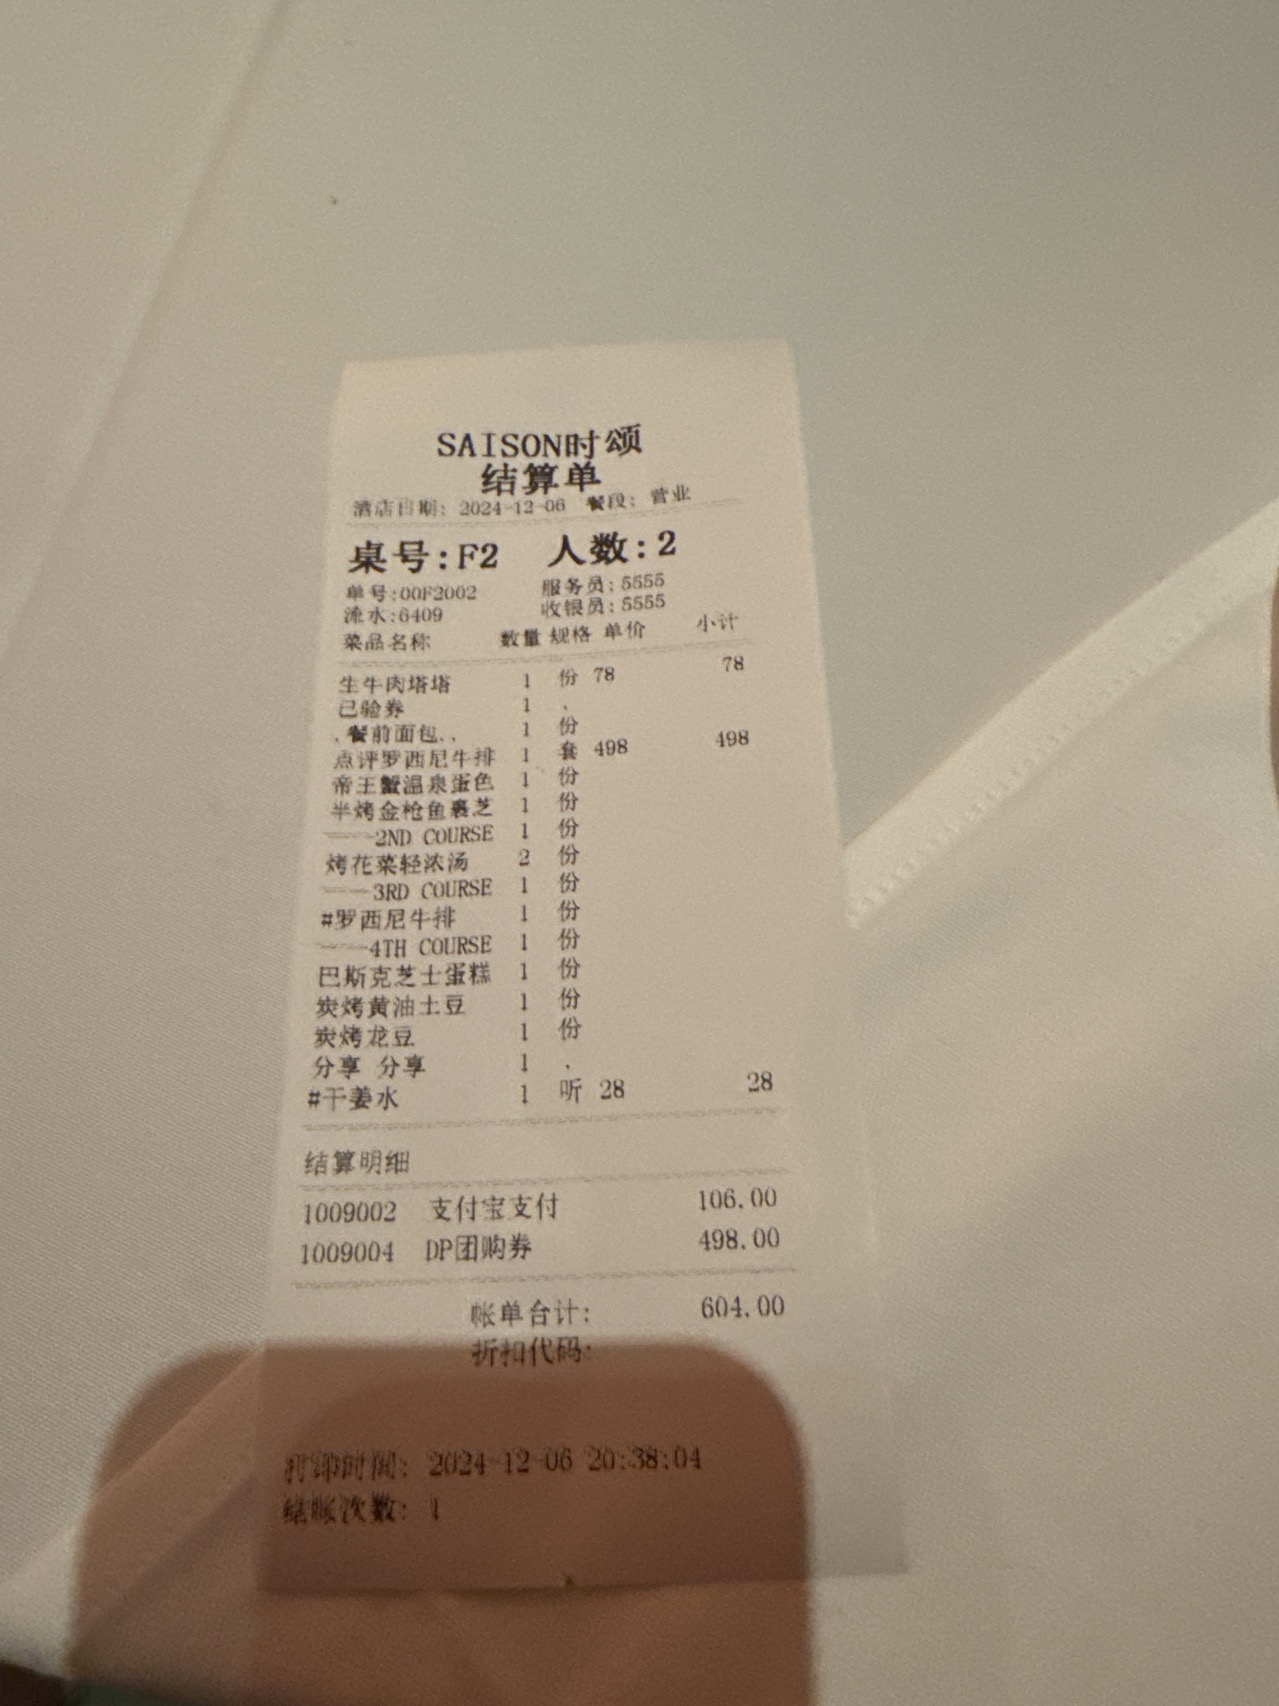 SAISON时颂
结算单
酒店日期: 2024-12-06 餐段: 营业
桌号:F2 人数:2
单号:00F2002 服务员:5555
流水:6409 收银员:5555
菜品名称 数量 规格 单价 小计
生牛肉塔塔 1 份 78 78
已验券 1 .
.餐前面包.. 1 份
点评罗西尼牛排 1 套 498 498
帝王蟹温泉蛋色 1 份
半烤金枪鱼裹芝 1 份
----2ND COURSE 1 份
烤花菜轻浓汤 2 份
----3RD COURSE 1 份
#罗西尼牛排 1 份
----4TH COURSE 1 份
巴斯克芝士蛋糕 1 份
炭烤黄油土豆 1 份
炭烤龙豆 1 份
分享 分享 1 .
#干姜水 1 听 28 28
结算明细
1009002 支付宝支付 106.00
1009004 DP团购券 498.00
帐单合计: 604.00
折扣代码:
打印时间: 2024-12-06 20:38:04
结帐次数: 1